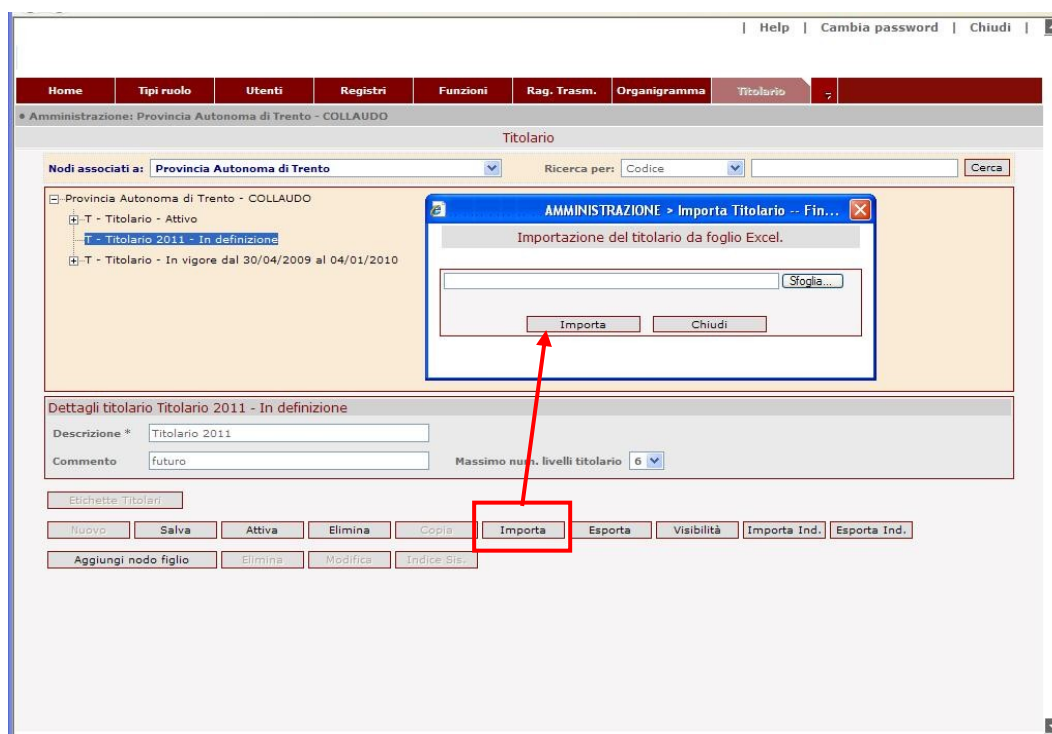 | Help | Cambia password | Chiudi |
Home Tipi ruolo Utenti Registri Funzioni Rag. Trasm. Organigramma Titolario
• Amministrazione: Provincia Autonoma di Trento - COLLAUDO
Titolario
Nodi associati a: Provincia Autonoma di Trento Ricerca per: Codice Cerca
Provincia Autonoma di Trento - COLLAUDO
T - Titolario - Attivo
T - Titolario 2011 - In definizione
T - Titolario - In vigore dal 30/04/2009 al 04/01/2010
AMMINISTRAZIONE > Importa Titolario -- Fin...
Importazione del titolario da foglio Excel.
Sfoglia...
Importa Chiudi
Dettagli titolario Titolario 2011 - In definizione
Descrizione * Titolario 2011
Commento futuro Massimo num. livelli titolario 6
Etichette Titolari
Nuovo Salva Attiva Elimina Copia Importa Esporta Visibilità Importa Ind. Esporta Ind.
Aggiungi nodo figlio Elimina Modifica Indice Sis.